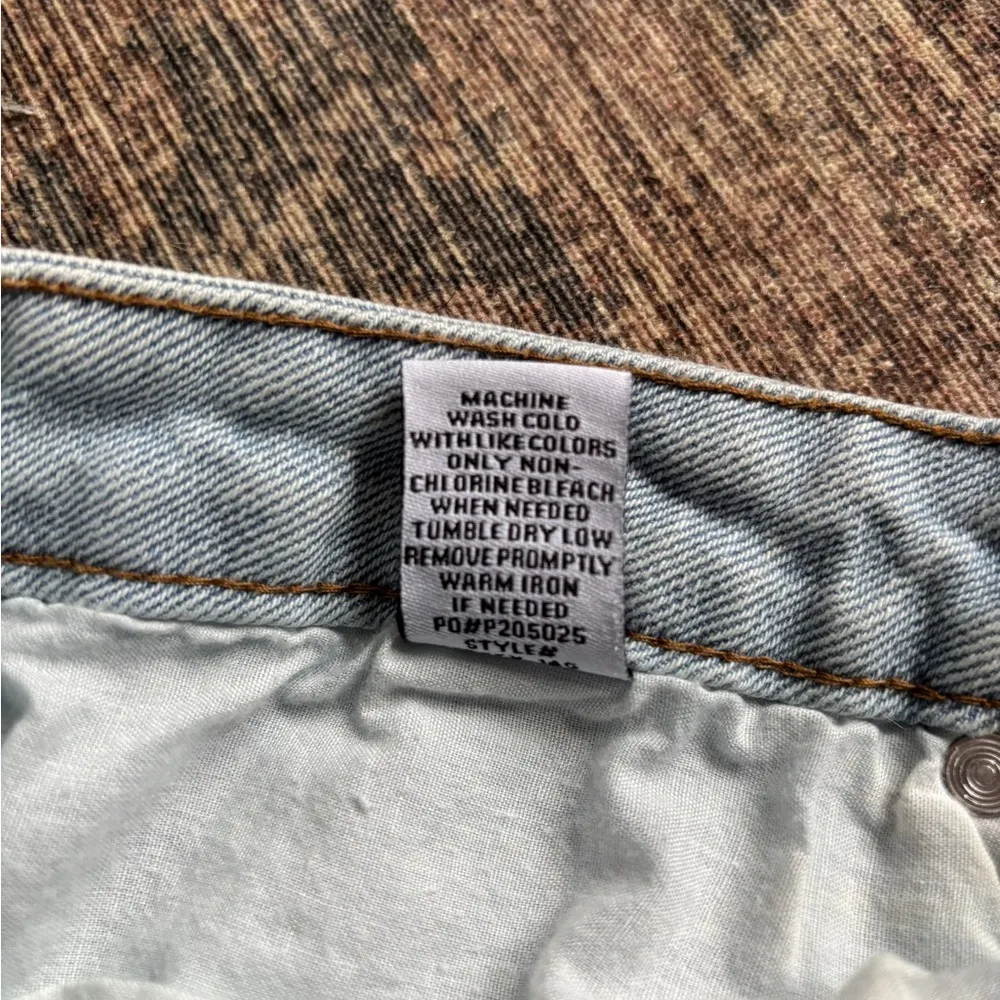 MACHINE
WASH COLD
WITH LIKE COLORS
ONLY NON-
CHLORINE BLEACH
WHEN NEEDED
TUMBLE DRY LOW
REMOVE PROMPTLY
WARM IRON
IF NEEDED
PO#P205025
STYLE#